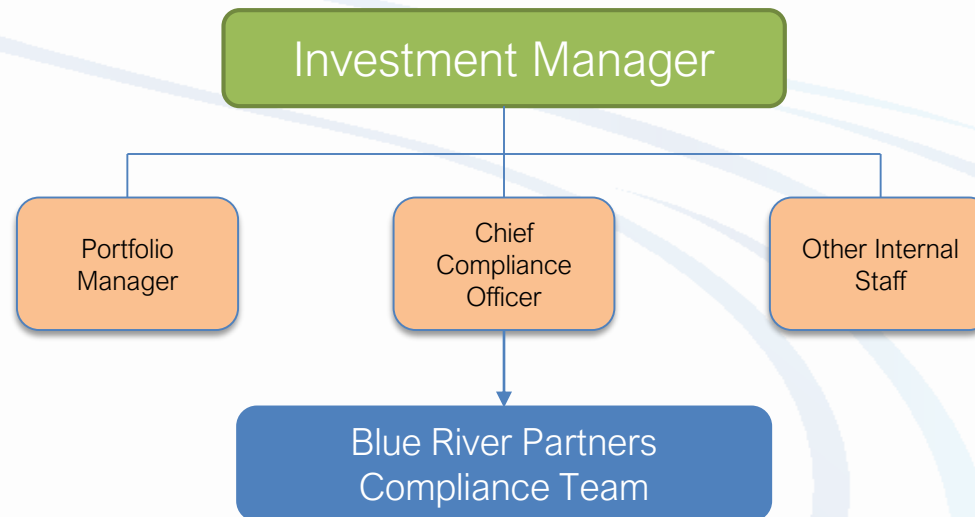 Investment Manager
Portfolio
Manager
Chief
Compliance
Officer
Other Internal
Staff
Blue River Partners
Compliance Team